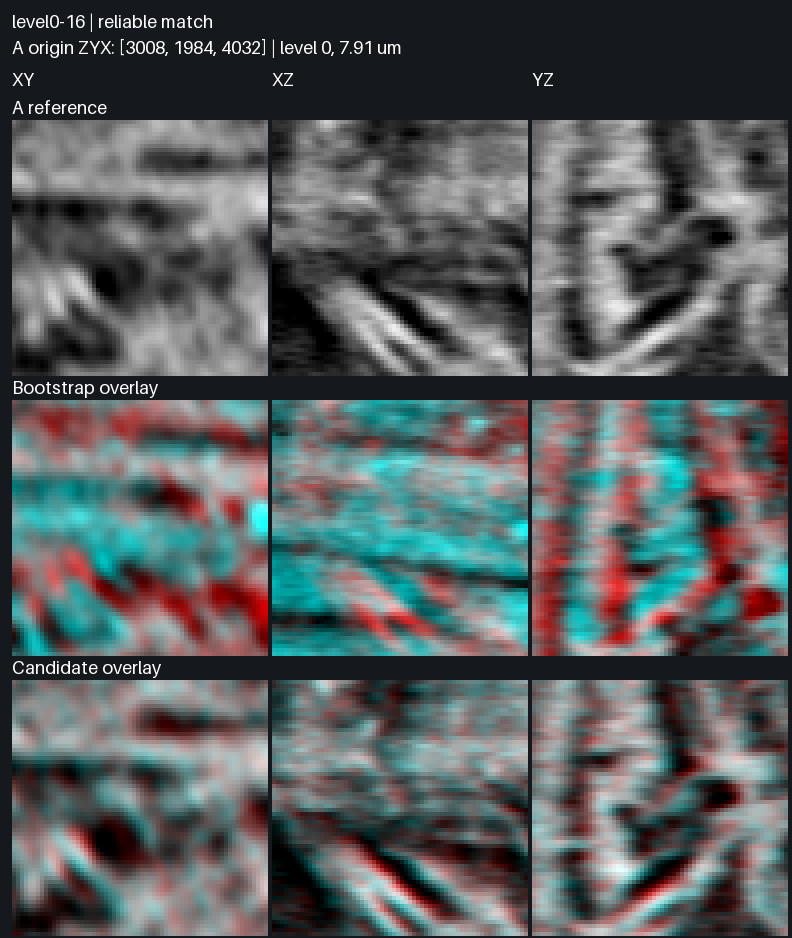 level0-16 | reliable match
A origin ZYX: [3008, 1984, 4032] | level 0, 7.91 um
XY XZ YZ
A reference
Bootstrap overlay
Candidate overlay